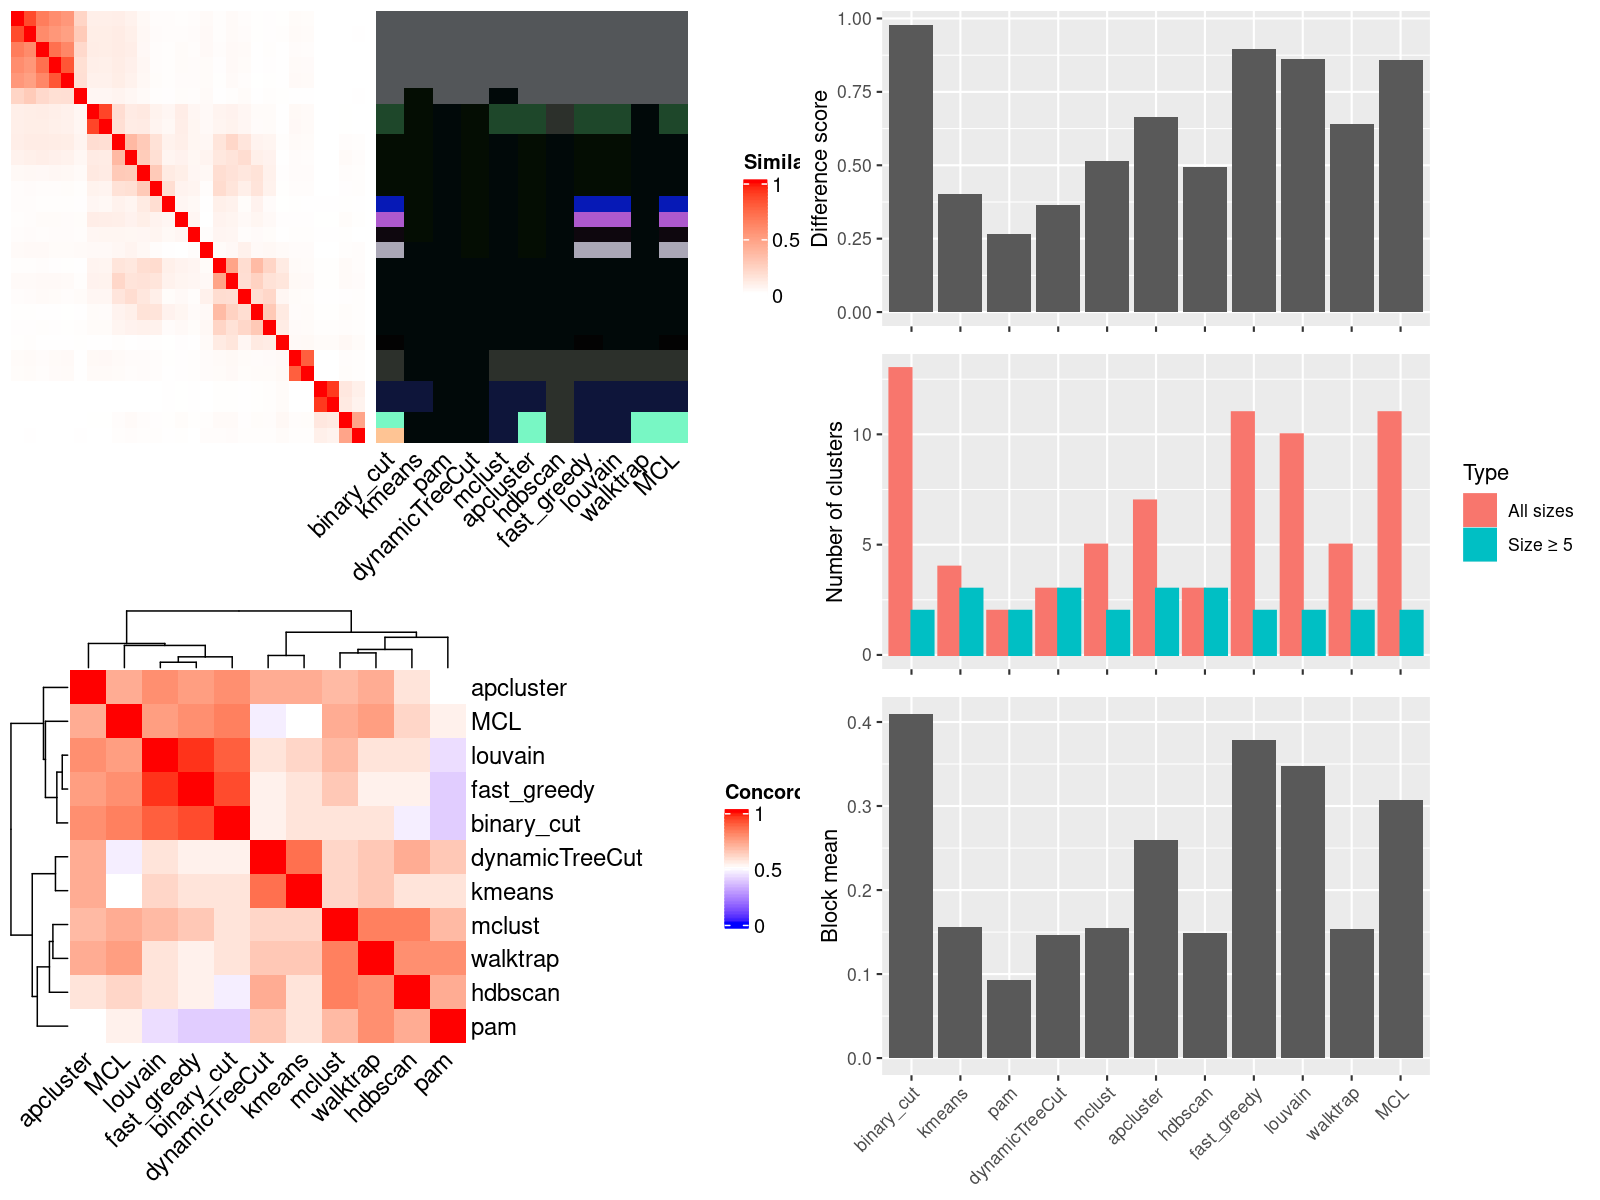 Simila
1
0.5
0
binary_cut
kmeans
pam
dynamicTreeCut
mclust
apcluster
hdbscan
fast_greedy
louvain
walktrap
MCL
apcluster
MCL
louvain
fast_greedy
binary_cut
dynamicTreeCut
kmeans
mclust
walktrap
hdbscan
pam
Concord
1
0.5
0
apcluster
MCL
louvain
fast_greedy
binary_cut
dynamicTreeCut
kmeans
mclust
walktrap
hdbscan
pam
Difference score
1.00
0.75
0.50
0.25
0.00
Number of clusters
10
5
0
Type
All sizes
Size ≥ 5
Block mean
0.4
0.3
0.2
0.1
0.0
binary_cut
kmeans
pam
dynamicTreeCut
mclust
apcluster
hdbscan
fast_greedy
louvain
walktrap
MCL